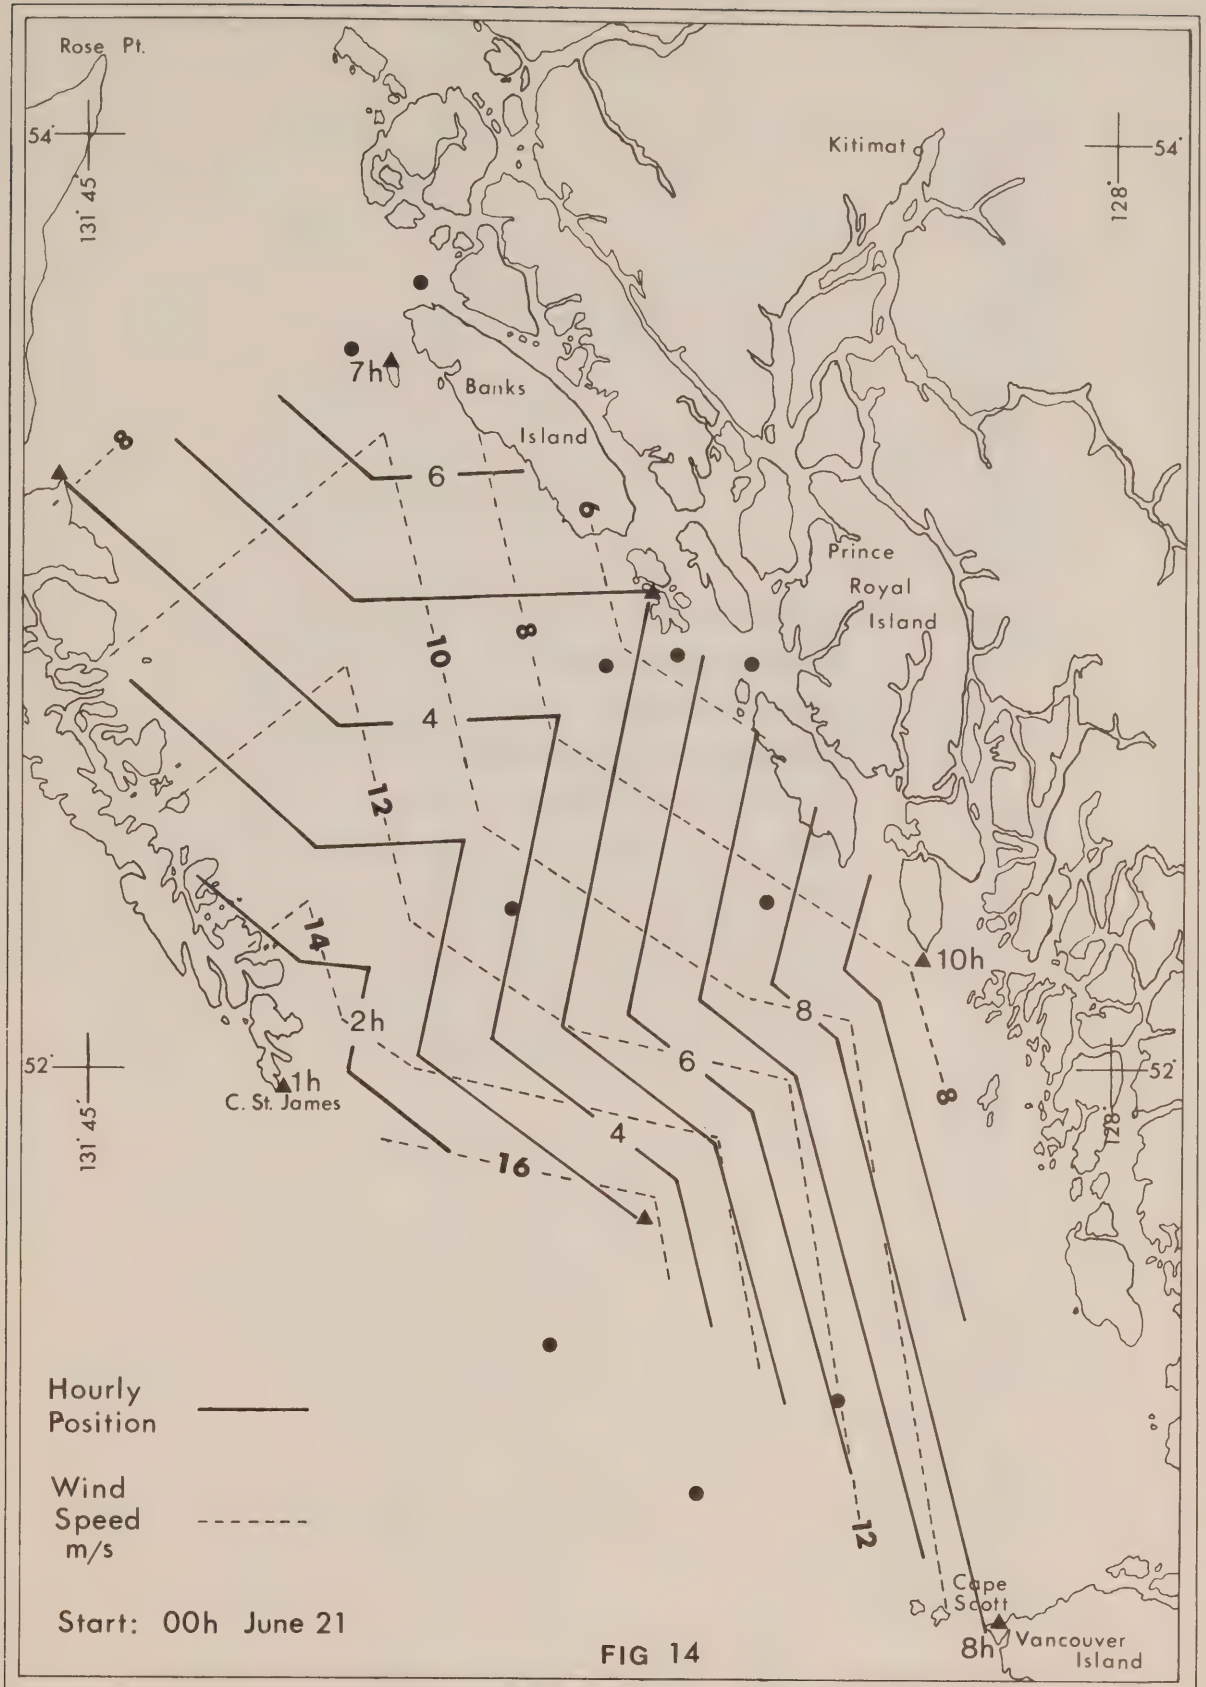 Rose Pt.
54°
131° 45'
Kitimat
54°
128°
7h
Banks
Island
8
6
6
Prince
Royal
Island
10
8
4
12
14
2h
10h
8
6
8
52°
1h
C. St. James
131° 45'
4
16
52°
128°
Hourly
Position
Wind
Speed
m/s
12
Start: 00h June 21
Cape
Scott
8h
Vancouver
Island
FIG 14